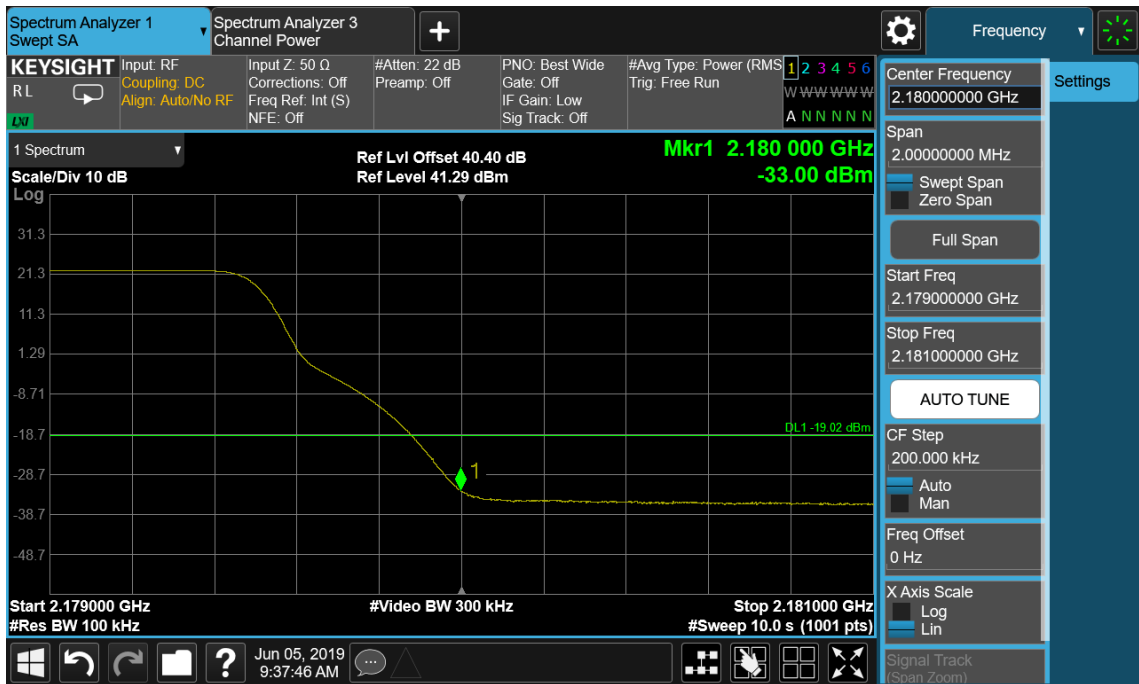 Spectrum Analyzer 1
Swept SA
Spectrum Analyzer 3
Channel Power
Frequency
KEYSIGHT
R L
LXI
Input: RF
Coupling: DC
Align: Auto/No RF
Input Z: 50 Ω
Corrections: Off
Freq Ref: Int (S)
NFE: Off
#Atten: 22 dB
Preamp: Off
PNO: Best Wide
Gate: Off
IF Gain: Low
Sig Track: Off
#Avg Type: Power (RMS
Trig: Free Run
1 2 3 4 5 6
W W W W W W
A N N N N N
1 Spectrum
Scale/Div 10 dB
Log
Ref Lvl Offset 40.40 dB
Ref Level 41.29 dBm
Mkr1 2.180 000 GHz
-33.00 dBm
31.3
21.3
11.3
1.29
-8.71
-18.7
-28.7
-38.7
-48.7
DL1 -19.02 dBm
1
Start 2.179000 GHz
#Res BW 100 kHz
#Video BW 300 kHz
Stop 2.181000 GHz
#Sweep 10.0 s (1001 pts)
?
Jun 05, 2019
9:37:46 AM
Center Frequency
2.180000000 GHz
Span
2.00000000 MHz
Swept Span
Zero Span
Full Span
Start Freq
2.179000000 GHz
Stop Freq
2.181000000 GHz
AUTO TUNE
CF Step
200.000 kHz
Auto
Man
Freq Offset
0 Hz
X Axis Scale
Log
Lin
Signal Track
(Span Zoom)
Settings